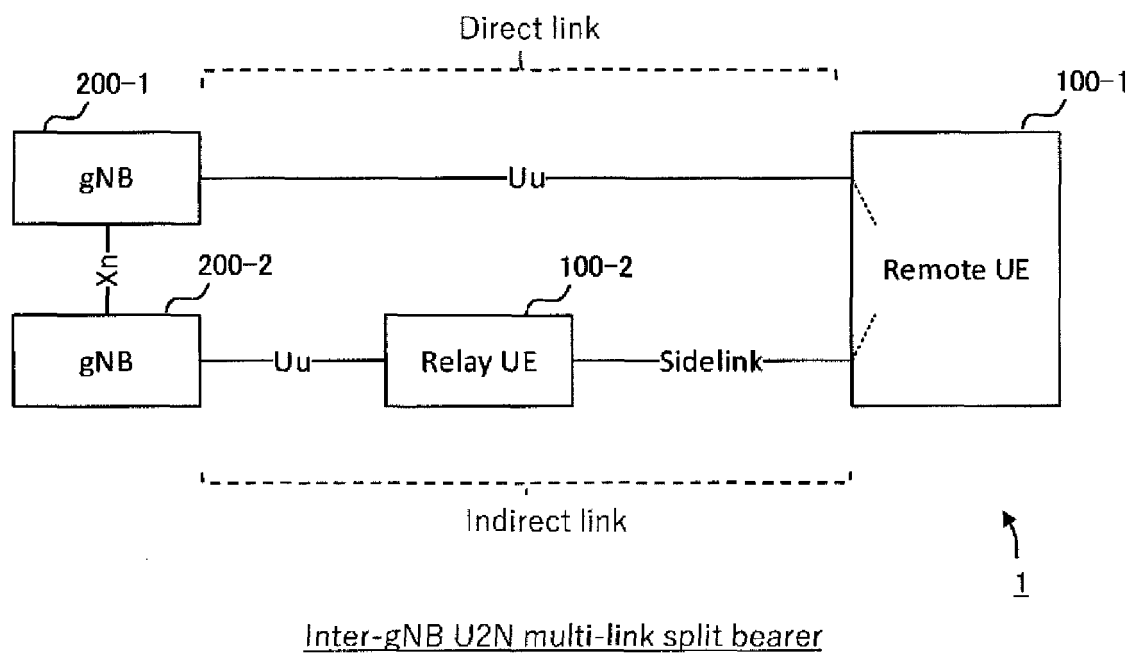 Direct link
200-1
100-1
gNB
Uu
Xn
200-2
100-2
Remote UE
gNB
Uu
Relay UE
Sidelink
Indirect link
1
Inter-gNB U2N multi-link split bearer